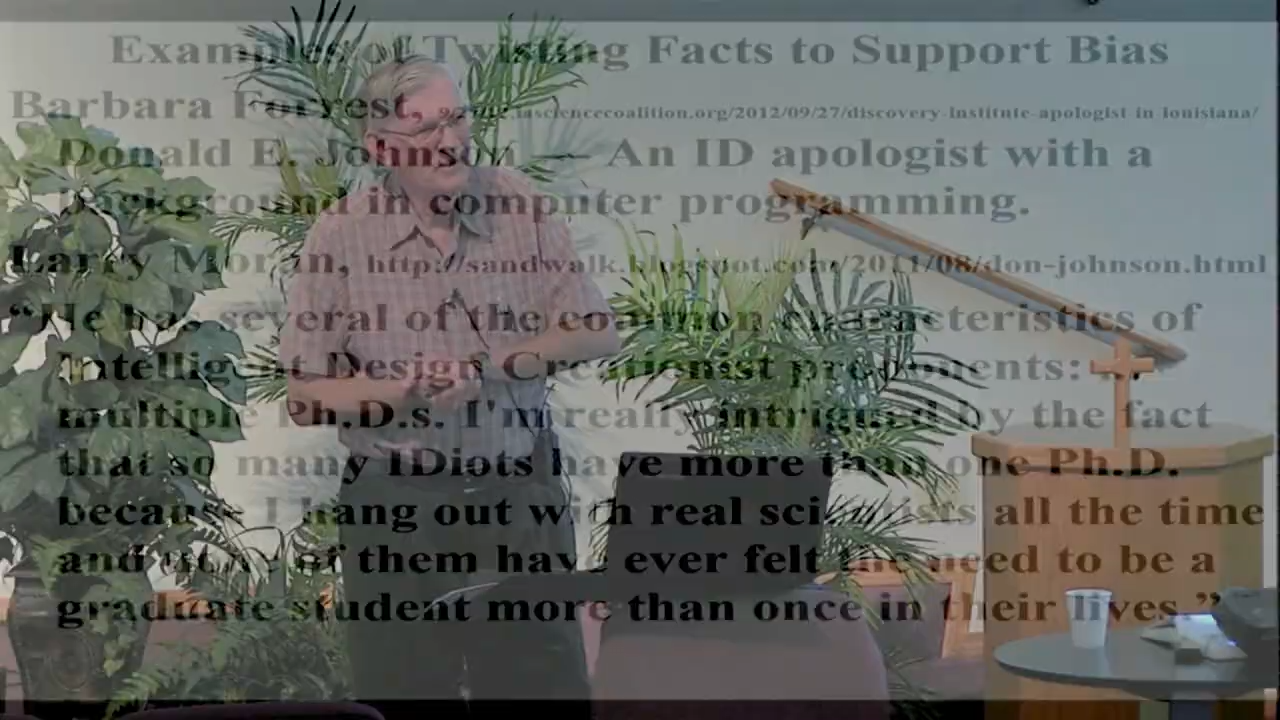 Examples of Twisting Facts to Support Bias
Barbara Forrest, lasciencecoalition.org/2012/09/27/discovery-institute-apologist-in-louisiana/
Donald E. Johnson — An ID apologist with a
background in computer programming.
Larry Moran, http://sandwalk.blogspot.com/2011/08/don-johnson.html
“He has several of the common characteristics of
Intelligent Design Creationist proponents:
multiple Ph.D.s. I'm really intrigued by the fact
that so many IDiots have more than one Ph.D.
because I hang out with real scientists all the time
and none of them have ever felt the need to be a
graduate student more than once in their lives.”